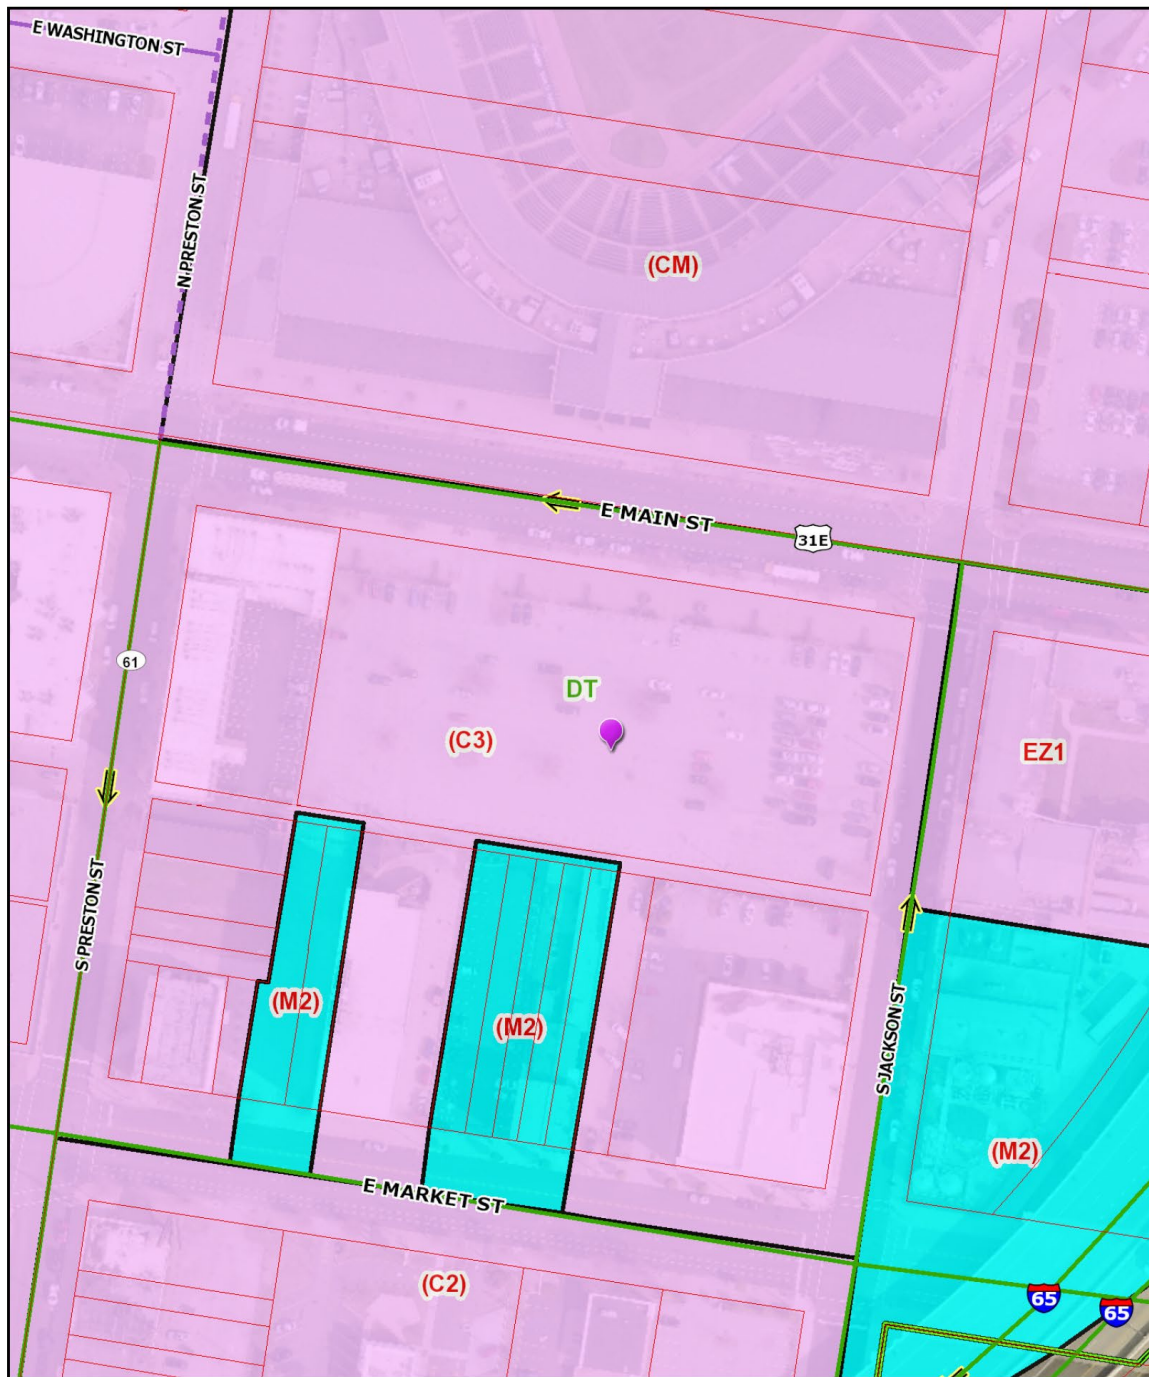 E WASHINGTON ST
N PRESTON ST
(CM)
E MAIN ST
31E
61
DT
(C3)
EZ1
S PRESTON ST
(M2)
(M2)
S JACKSON ST
(M2)
E MARKET ST
(C2)
65
65